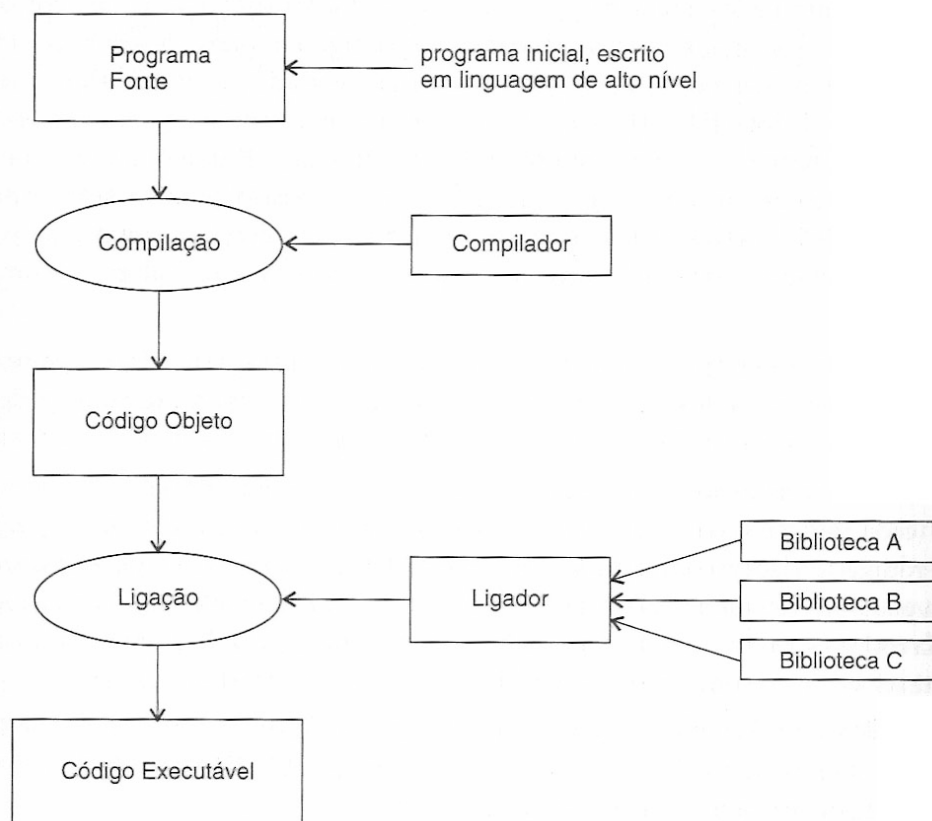 Programa
Fonte
programa inicial, escrito
em linguagem de alto nível
Compilação
Compilador
Código Objeto
Ligação
Ligador
Biblioteca A
Biblioteca B
Biblioteca C
Código Executável